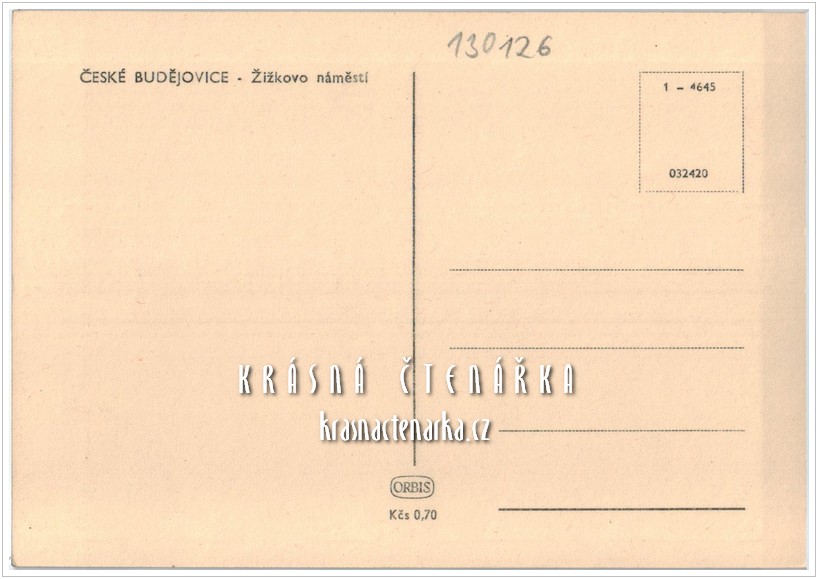 130126
ČESKÉ BUDĚJOVICE - Žižkovo náměstí
1 - 4645
032420
KRÁSNÁ ČTENÁŘKA
krasnactenarka.cz
ORBIS
Kčs 0,70